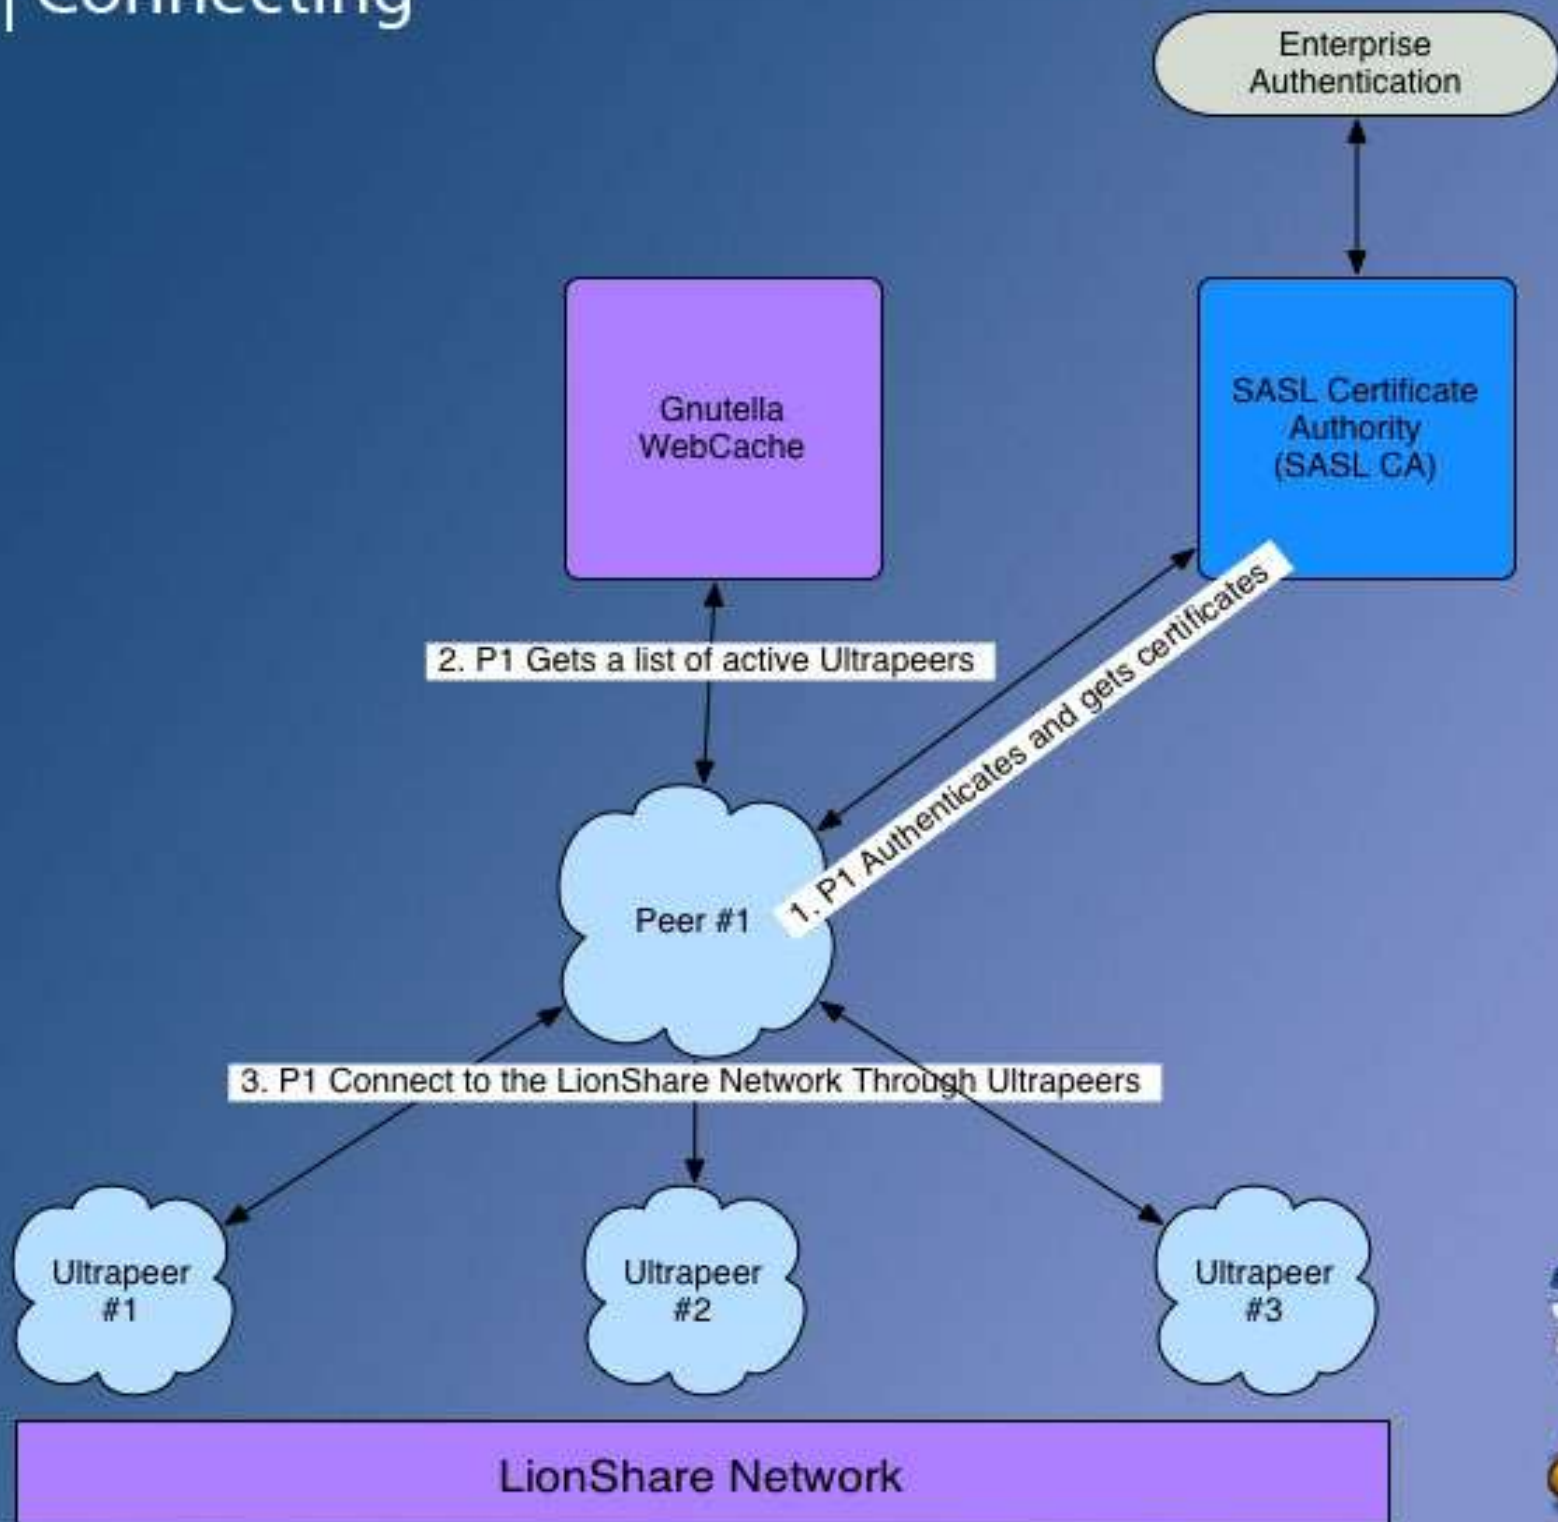 Connecting
Enterprise
Authentication
Gnutella
WebCache
SASL Certificate
Authority
(SASL CA)
2. P1 Gets a list of active Ultrapeers
1. P1 Authenticates and gets certificates
Peer #1
3. P1 Connect to the LionShare Network Through Ultrapeers
Ultrapeer
#1
Ultrapeer
#2
Ultrapeer
#3
LionShare Network